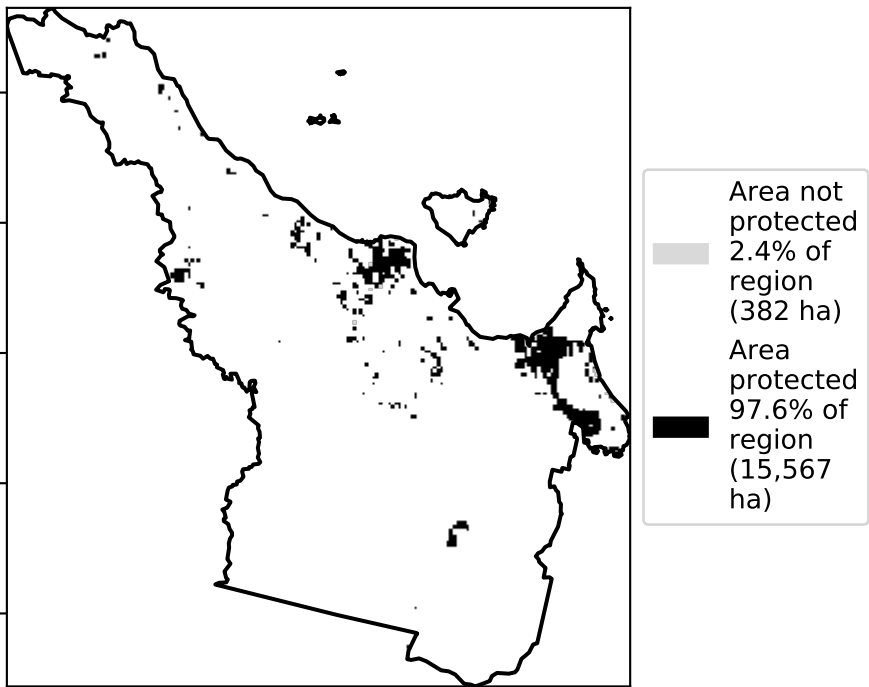 Area not
protected
2.4% of
region
(382 ha)
Area
protected
97.6% of
region
(15,567
ha)